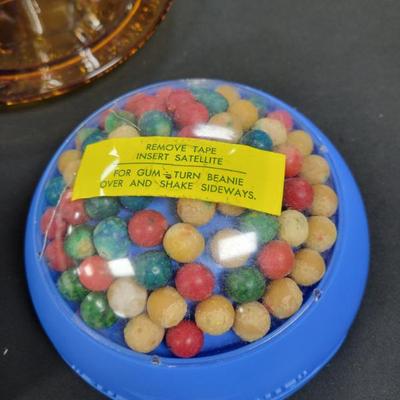 REMOVE TAPE
INSERT SATELLITE
FOR GUM - TURN BEANIE
OVER AND SHAKE SIDEWAYS.